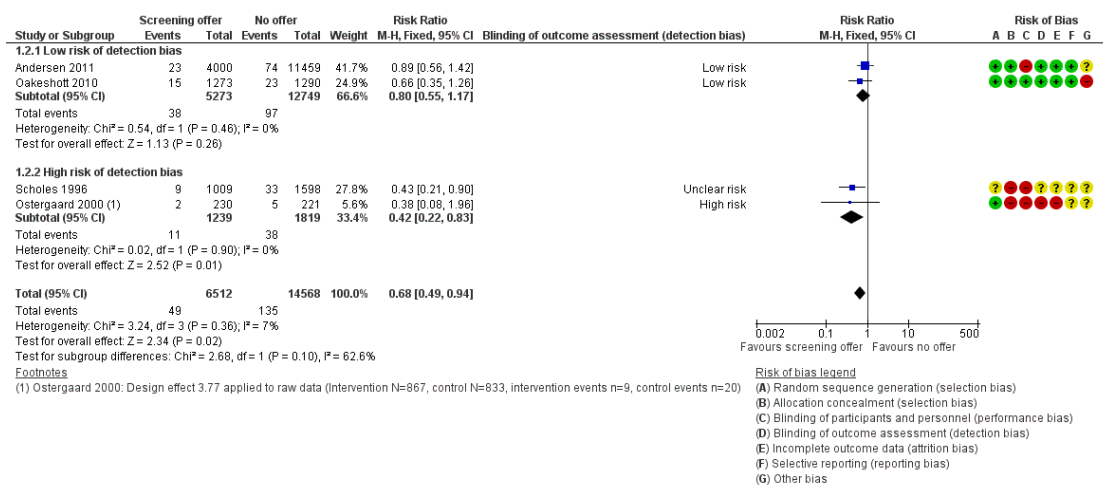 Screening offer No offer Risk Ratio Risk Ratio Risk of Bias
Study or Subgroup Events Total Events Total Weight M-H, Fixed, 95% CI Blinding of outcome assessment (detection bias) M-H, Fixed, 95% CI A B C D E F G
1.2.1 Low risk of detection bias
Andersen 2011 23 4000 74 11459 41.7% 0.89 [0.56, 1.42] Low risk + + - + + + ?
Oakeshott 2010 15 1273 23 1290 24.9% 0.66 [0.35, 1.26] Low risk + + + + + + -
Subtotal (95% CI) 5273 12749 66.6% 0.80 [0.55, 1.17]
Total events 38 97
Heterogeneity: Chi² = 0.54, df = 1 (P = 0.46); I² = 0%
Test for overall effect: Z = 1.13 (P = 0.26)
1.2.2 High risk of detection bias
Scholes 1996 9 1009 33 1598 27.8% 0.43 [0.21, 0.90] Unclear risk ? - - ? ? ? ?
Ostergaard 2000 (1) 2 230 5 221 5.6% 0.38 [0.08, 1.96] High risk + - - - - ? ?
Subtotal (95% CI) 1239 1819 33.4% 0.42 [0.22, 0.83]
Total events 11 38
Heterogeneity: Chi² = 0.02, df = 1 (P = 0.90); I² = 0%
Test for overall effect: Z = 2.52 (P = 0.01)
Total (95% CI) 6512 14568 100.0% 0.68 [0.49, 0.94]
Total events 49 135
Heterogeneity: Chi² = 3.24, df = 3 (P = 0.36); I² = 7%
Test for overall effect: Z = 2.34 (P = 0.02)
Test for subgroup differences: Chi² = 2.68, df = 1 (P = 0.10), I² = 62.6%
0.002 0.1 1 10 500
Favours screening offer Favours no offer
Footnotes
(1) Ostergaard 2000: Design effect 3.77 applied to raw data (Intervention N=867, control N=833, intervention events n=9, control events n=20)
Risk of bias legend
(A) Random sequence generation (selection bias)
(B) Allocation concealment (selection bias)
(C) Blinding of participants and personnel (performance bias)
(D) Blinding of outcome assessment (detection bias)
(E) Incomplete outcome data (attrition bias)
(F) Selective reporting (reporting bias)
(G) Other bias